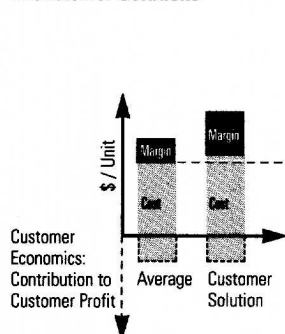 Margin
Margin
$ / Unit
Cost
Cost
Customer
Economics:
Contribution to
Customer Profit
Average
Customer
Solution